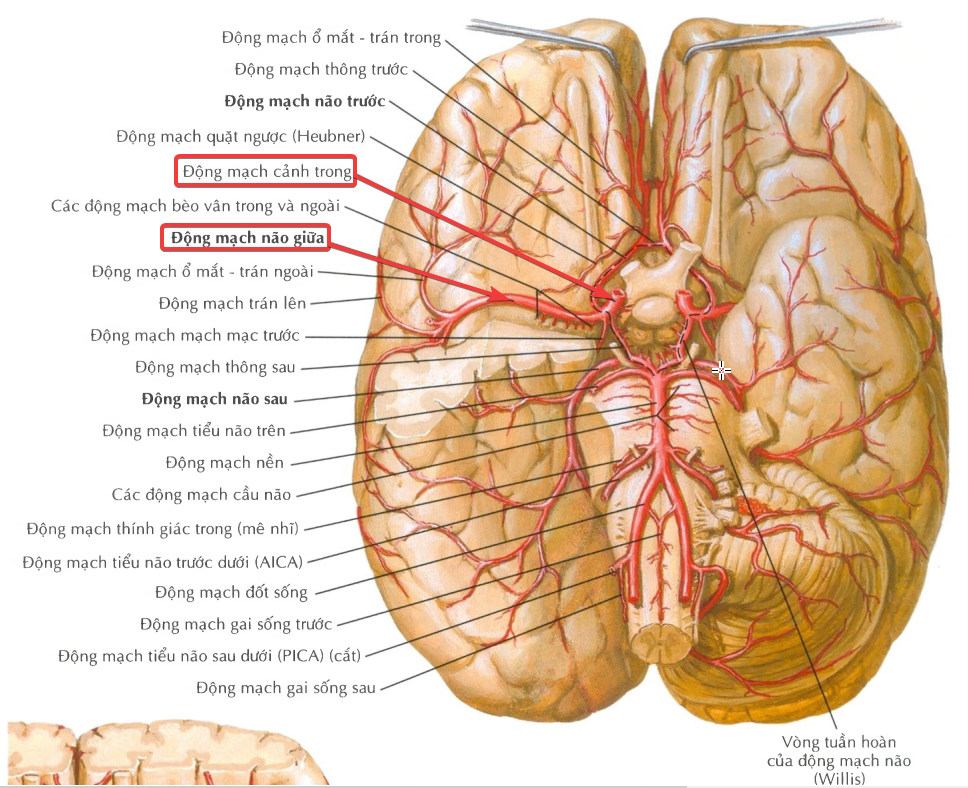 Động mạch ổ mắt - trán trong
Động mạch thông trước
Động mạch não trước
Động mạch quặt ngược (Heubner)
Động mạch cảnh trong
Các động mạch bèo vân trong và ngoài
Động mạch não giữa
Động mạch ổ mắt - trán ngoài
Động mạch trán lên
Động mạch mạch mạc trước
Động mạch thông sau
Động mạch não sau
Động mạch tiểu não trên
Động mạch nền
Các động mạch cầu não
Động mạch thính giác trong (mê nhĩ)
Động mạch tiểu não trước dưới (AICA)
Động mạch đốt sống
Động mạch gai sống trước
Động mạch tiểu não sau dưới (PICA) (cắt)
Động mạch gai sống sau
Vòng tuần hoàn
của động mạch não
(Willis)